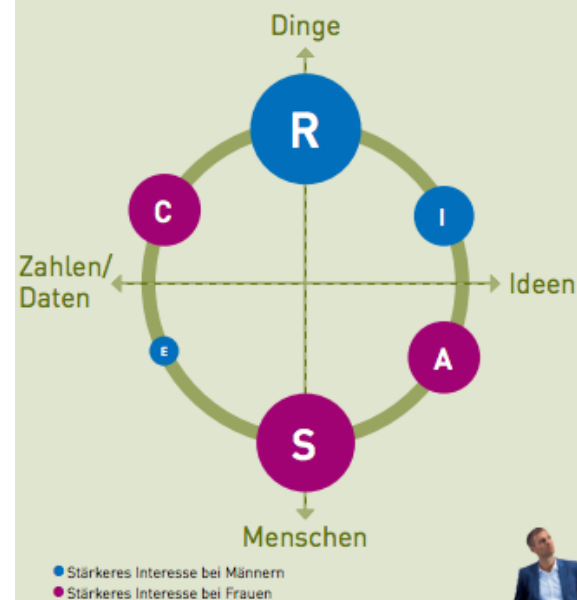 Dinge
R
C
I
Zahlen/
Daten
Ideen
E
A
S
Menschen
Stärkeres Interesse bei Männern
Stärkeres Interesse bei Frauen